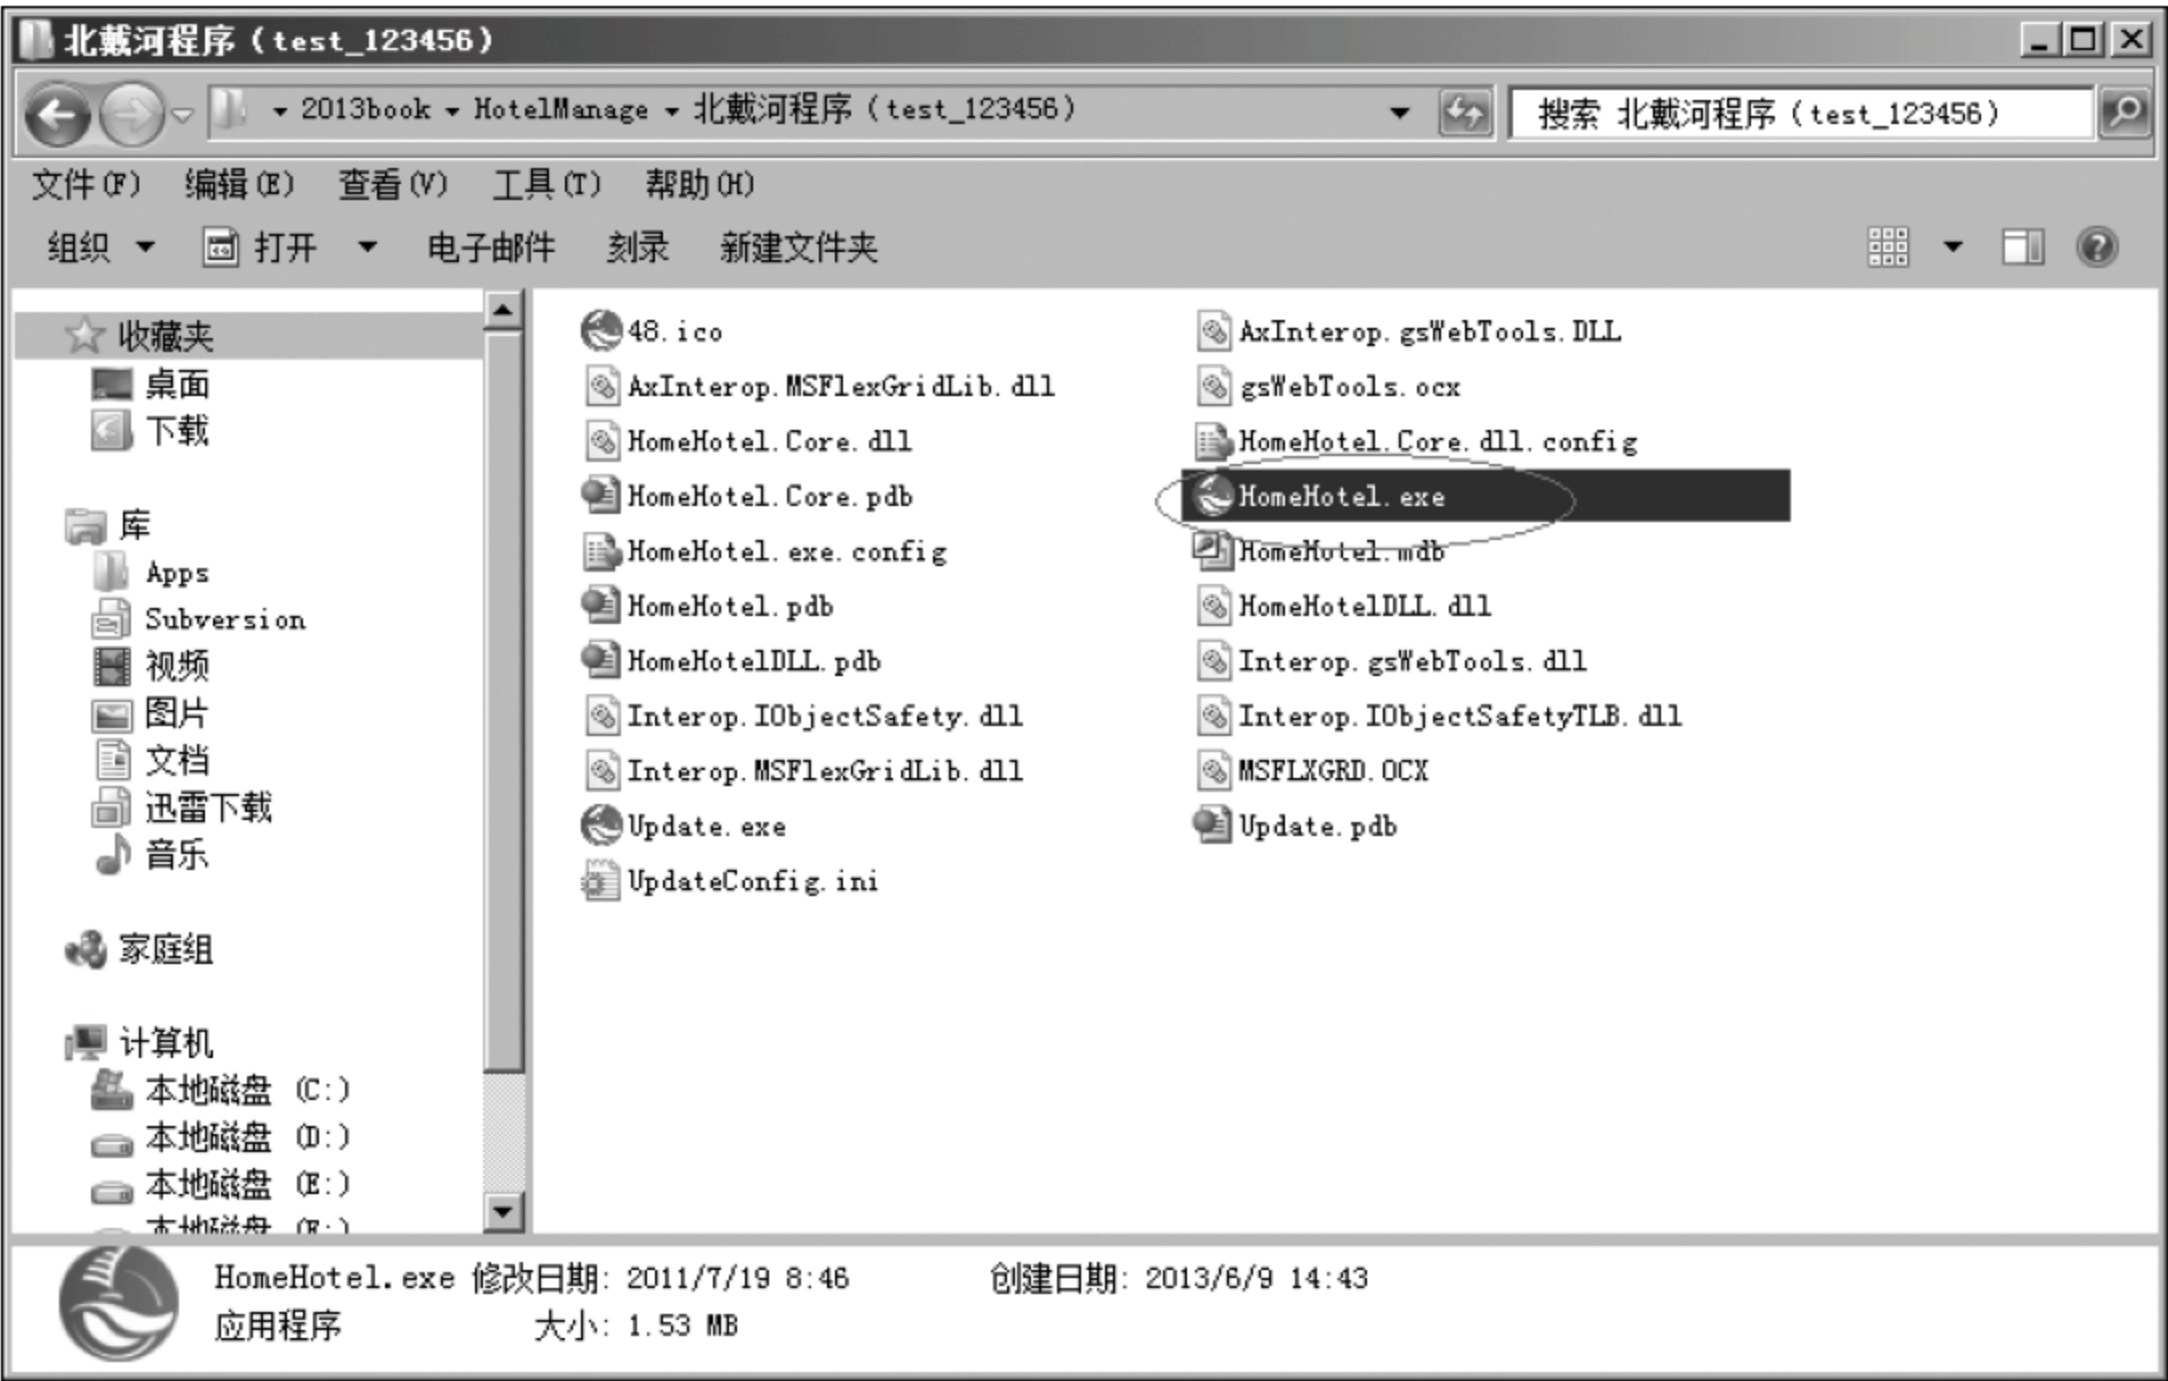 北戴河程序（test_123456）
2013book HotelManage 北戴河程序（test_123456）
搜索 北戴河程序（test_123456）
文件(F) 编辑(E) 查看(V) 工具(T) 帮助(H)
组织 打开 电子邮件 刻录 新建文件夹
收藏夹
桌面
下载
库
Apps
Subversion
视频
图片
文档
迅雷下载
音乐
家庭组
计算机
本地磁盘 (C:)
本地磁盘 (D:)
本地磁盘 (E:)
本地磁盘 (F:)
48.ico
AxInterop.gsWebTools.DLL
AxInterop.MSFlexGridLib.dll
gsWebTools.ocx
HomeHotel.Core.dll
HomeHotel.Core.dll.config
HomeHotel.Core.pdb
HomeHotel.exe
HomeHotel.exe.config
HomeHotel.mdb
HomeHotel.pdb
HomeHotelDLL.dll
HomeHotelDLL.pdb
Interop.gsWebTools.dll
Interop.IObjectSafety.dll
Interop.IObjectSafetyTLB.dll
Interop.MSFlexGridLib.dll
MSFLXGRD.OCX
Update.exe
Update.pdb
UpdateConfig.ini
HomeHotel.exe 修改日期: 2011/7/19 8:46 创建日期: 2013/6/9 14:43
应用程序 大小: 1.53 MB